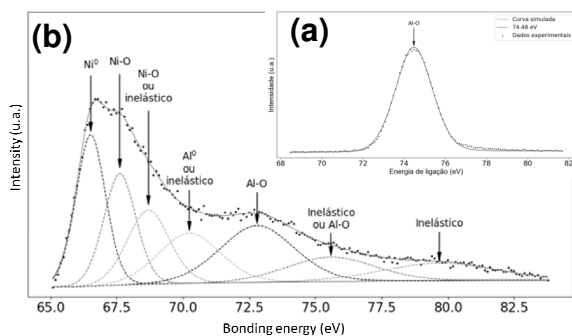 (b)
Intensity (u.a.)
Ni⁰
Ni-O
Ni-O
ou
inelástico
Al⁰
ou
inelástico
Al-O
Inelástico
ou Al-O
Inelástico
65.0 67.5 70.0 72.5 75.0 77.5 80.0 82.5
Bonding energy (eV)
(a)
Intensidade (u.a.)
Al-O
Curva simulada
74.48 eV
Dados experimentais
68 70 72 74 76 78 80 82
Energia de ligação (eV)